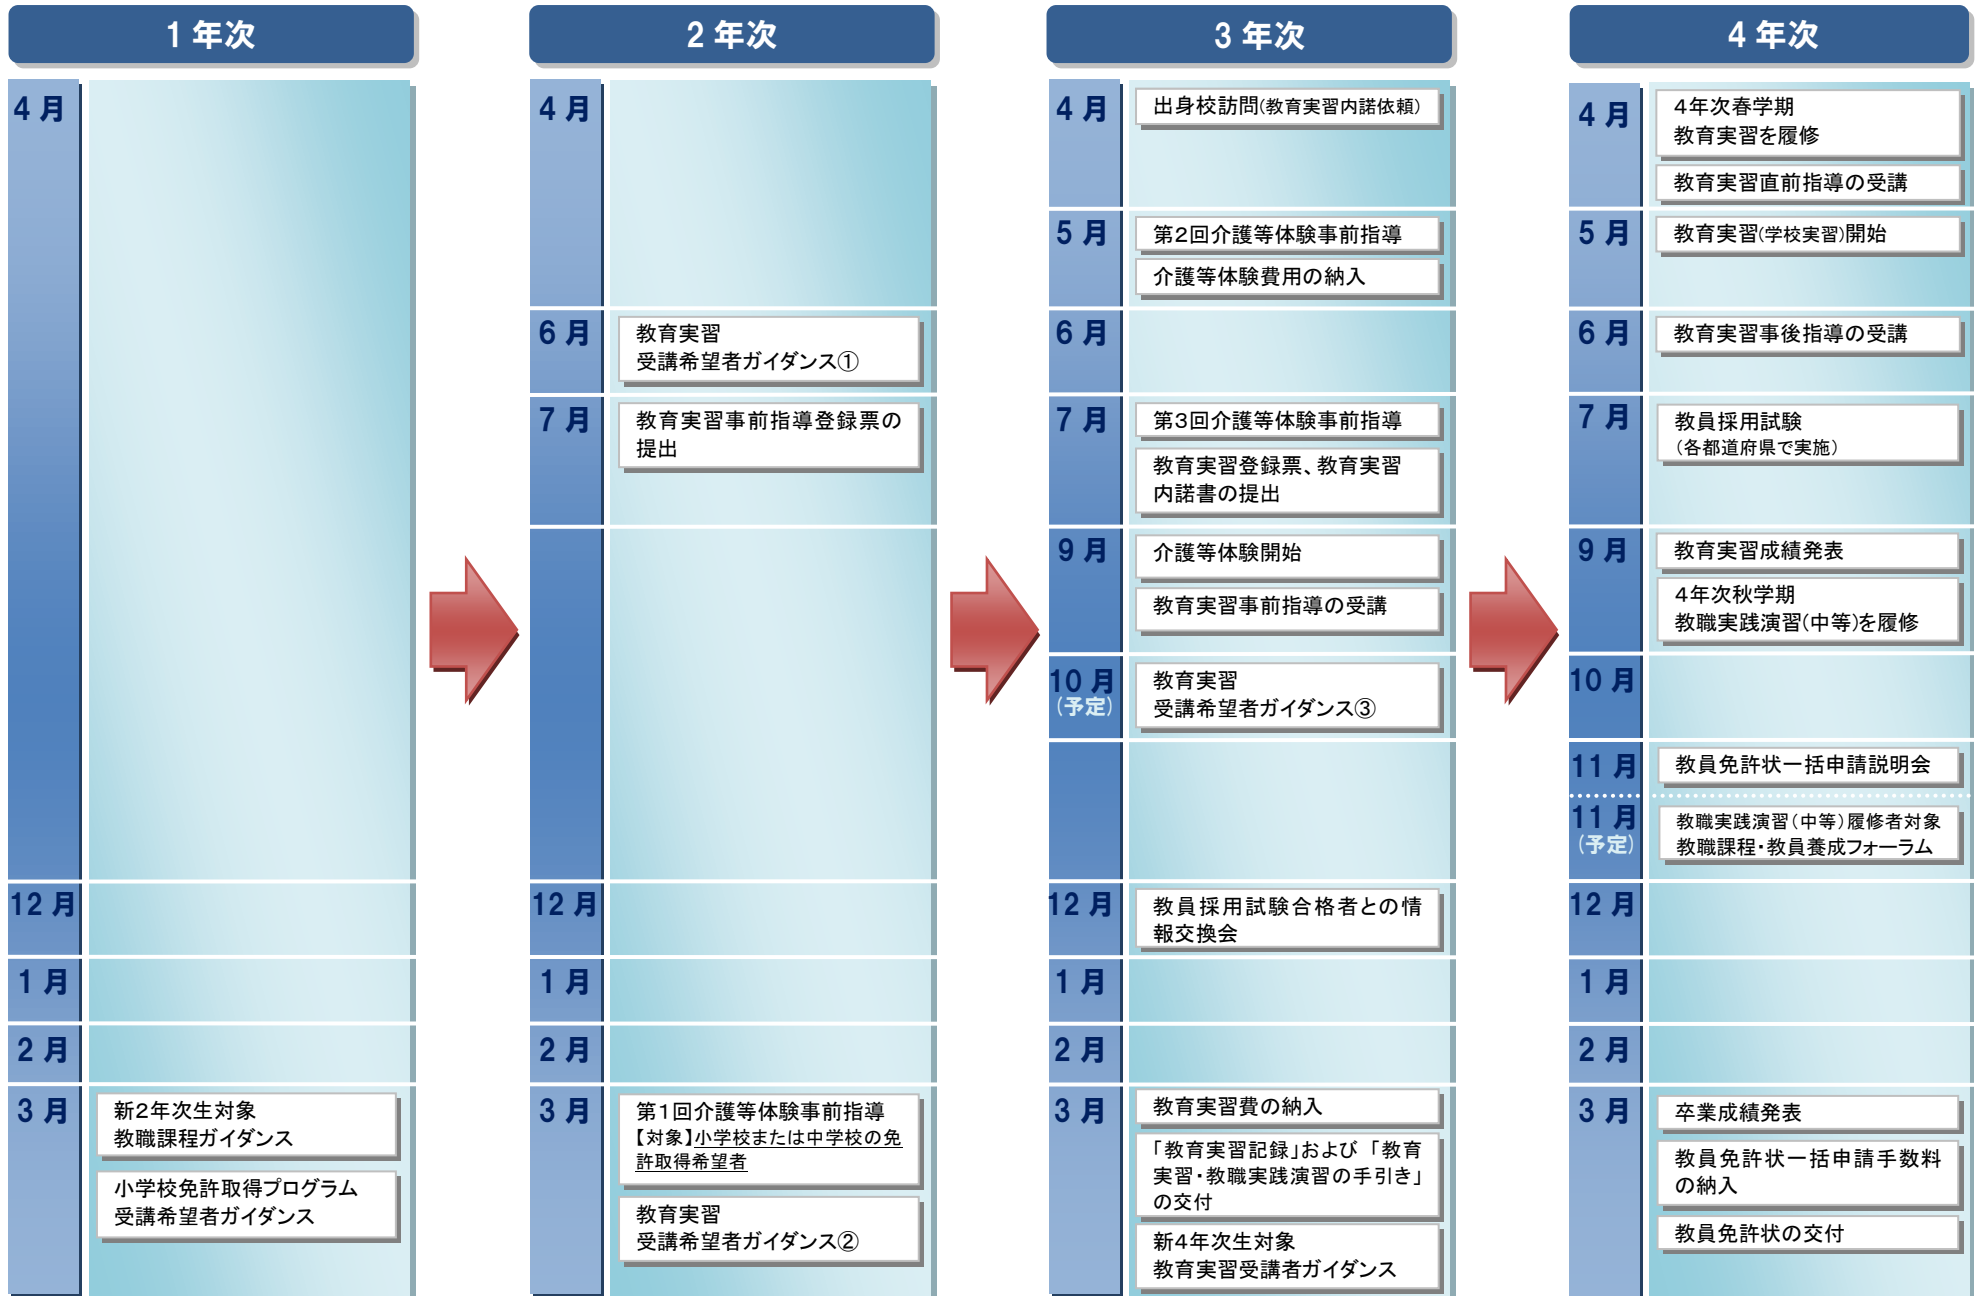 1 年次
4 月
12 月
1 月
2 月
3 月
新2年次生対象
教職課程ガイダンス
小学校免許取得プログラム
受講希望者ガイダンス
2 年次
4 月
6 月
教育実習
受講希望者ガイダンス①
7 月
教育実習事前指導登録票の
提出
12 月
1 月
2 月
3 月
第1回介護等体験事前指導
【対象】小学校または中学校の免
許取得希望者
教育実習
受講希望者ガイダンス②
3 年次
4 月
出身校訪問(教育実習内諾依頼)
5 月
第2回介護等体験事前指導
介護等体験費用の納入
6 月
7 月
第3回介護等体験事前指導
教育実習登録票、教育実習
内諾書の提出
9 月
介護等体験開始
教育実習事前指導の受講
10 月
(予定)
教育実習
受講希望者ガイダンス③
12 月
教員採用試験合格者との情
報交換会
1 月
2 月
3 月
教育実習費の納入
「教育実習記録」および「教育
実習・教職実践演習の手引き」
の交付
新4年次生対象
教育実習受講者ガイダンス
4 年次
4 月
4年次春学期
教育実習を履修
教育実習直前指導の受講
5 月
教育実習(学校実習)開始
6 月
教育実習事後指導の受講
7 月
教員採用試験
(各都道府県で実施)
9 月
教育実習成績発表
4年次秋学期
教職実践演習(中等)を履修
10 月
11 月
教員免許状一括申請説明会
11 月
(予定)
教職実践演習(中等)履修者対象
教職課程・教員養成フォーラム
12 月
1 月
2 月
3 月
卒業成績発表
教員免許状一括申請手数料
の納入
教員免許状の交付